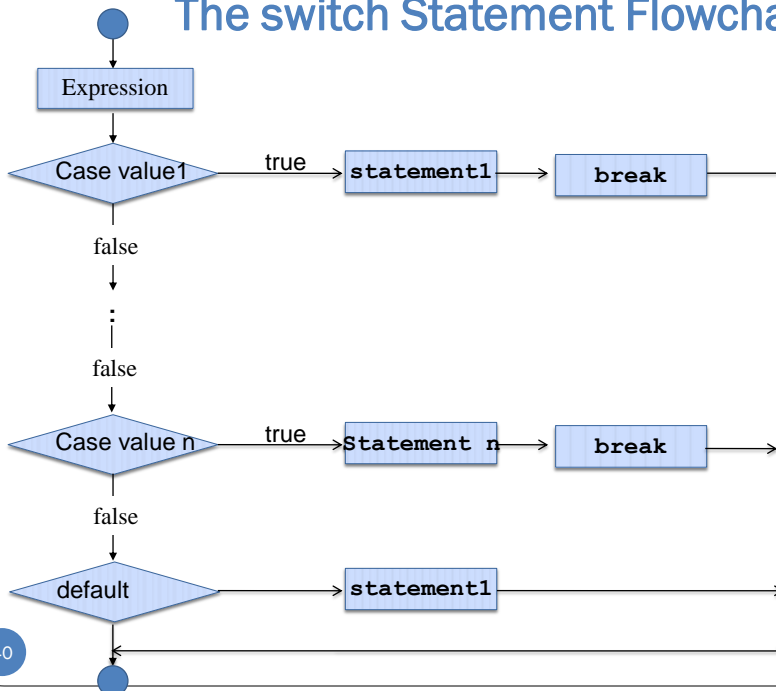 The switch Statement Flowcha
Expression
Case value1
true
statement1
break
false
:
false
Case value n
true
Statement n
break
false
default
statement1
0